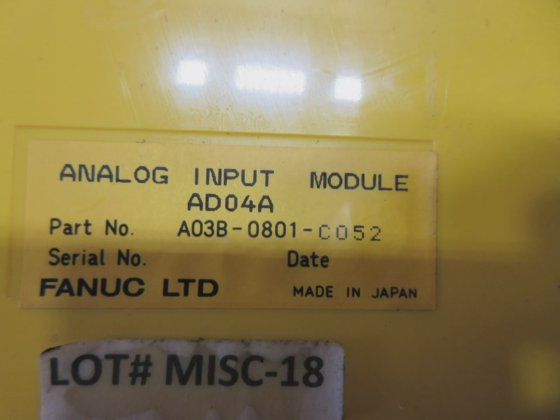 ANALOG INPUT MODULE
AD04A
Part No. A03B-0801-C052
Serial No. Date
FANUC LTD MADE IN JAPAN
LOT# MISC-18